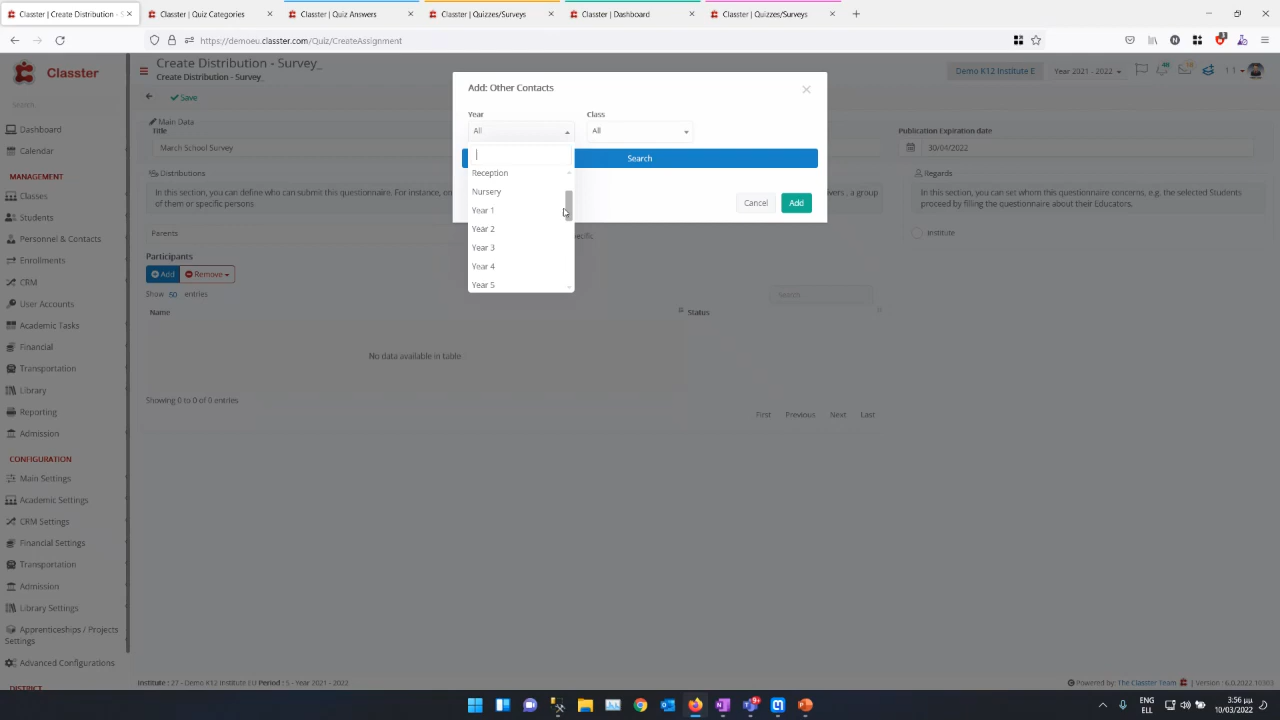 Classter | Distribution - Surve
Classter | Quiz Categories
Classter | Quiz Answers
Classter | Quizzes/Surveys
Classter | Dashboard
Classter | Quizzes/Surveys
https://demoeu.classter.com/Quiz/CreateAssignment
Classter
Create Distribution - Survey_
Create Distribution - Survey_
Demo K12 Institute E
Year 2021 - 2022
Search...
Save
Dashboard
Calendar
MANAGEMENT
Classes
Students
Personnel & Contacts
Enrollments
CRM
User Accounts
Academic Tasks
Financial
Transportation
Library
Reporting
Admission
CONFIGURATION
Main Settings
Academic Settings
CRM Settings
Financial Settings
Transportation
Admission
Library Settings
Apprenticeships / Projects
Settings
Advanced Configurations
DISTRICT
Main Data
Title
March School Survey
Publication Expiration date
30/04/2022
Distributions
In this section, you can define who can submit this questionnaire. For instance, en
ivers , a group
of them or specific persons.
Regards
In this section, you can set whom this questionnaire concerns, e.g. the selected Students
proceed by filling the questionnaire about their Educators.
Institute
Parents
ecific
Participants
Add
Remove
Show 50 entries
Search
Name
Status
No data available in table
Showing 0 to 0 of 0 entries
First Previous Next Last
Add: Other Contacts
Year
Class
All
All
Search
Reception
Nursery
Year 1
Year 2
Year 3
Year 4
Year 5
Cancel
Add
Institute : 27 - Demo K12 Institute EU Period : 5 - Year 2021 - 2022
Powered by: The Classter Team | Version : 6.0.2022.10303
ENG
ΕΛ
3:56 μμ
10/03/2022